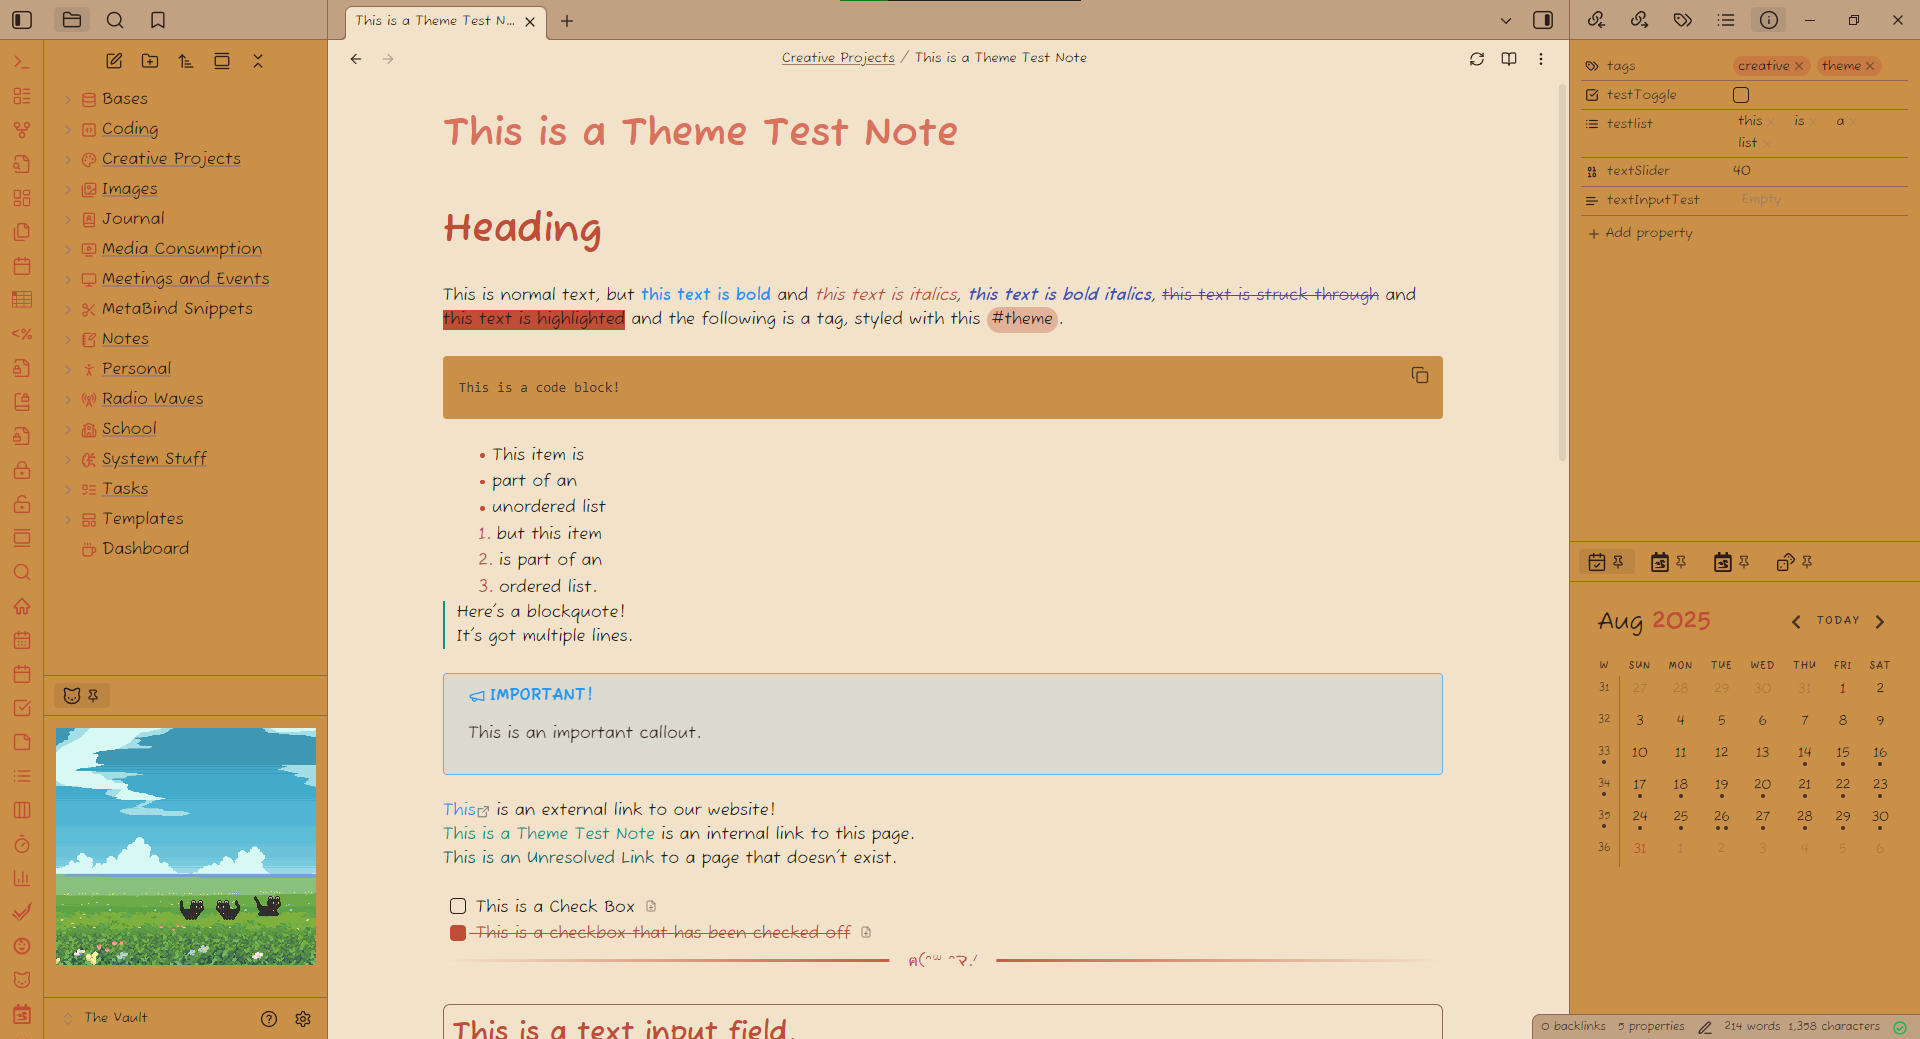 This is a Theme Test N...
Creative Projects / This is a Theme Test Note
Bases
Coding
Creative Projects
Images
Journal
Media Consumption
Meetings and Events
MetaBind Snippets
Notes
Personal
Radio Waves
School
System Stuff
Tasks
Templates
Dashboard
The Vault
This is a Theme Test Note
Heading
This is normal text, but this text is bold and this text is italics, this text is bold italics, this text is struck through and
this text is highlighted and the following is a tag, styled with this #theme.
This is a code block!
• This item is
• part of an
• unordered list
1. but this item
2. is part of an
3. ordered list.
Here's a blockquote!
It's got multiple lines.
IMPORTANT!
This is an important callout.
This is an external link to our website!
This is a Theme Test Note is an internal link to this page.
This is an Unresolved Link to a page that doesn't exist.
This is a Check Box
This is a checkbox that has been checked off
This is a text input field.
tags creative × theme ×
testToggle
testlist this × is × a ×
list ×
textSlider 40
textInputTest Empty
+ Add property
Aug 2025 TODAY
W SUN MON TUE WED THU FRI SAT
31 27 28 29 30 31 1 2
32 3 4 5 6 7 8 9
33 10 11 12 13 14 15 16
34 17 18 19 20 21 22 23
35 24 25 26 27 28 29 30
36 31 1 2 3 4 5 6
0 backlinks 5 properties 214 words 1,358 characters